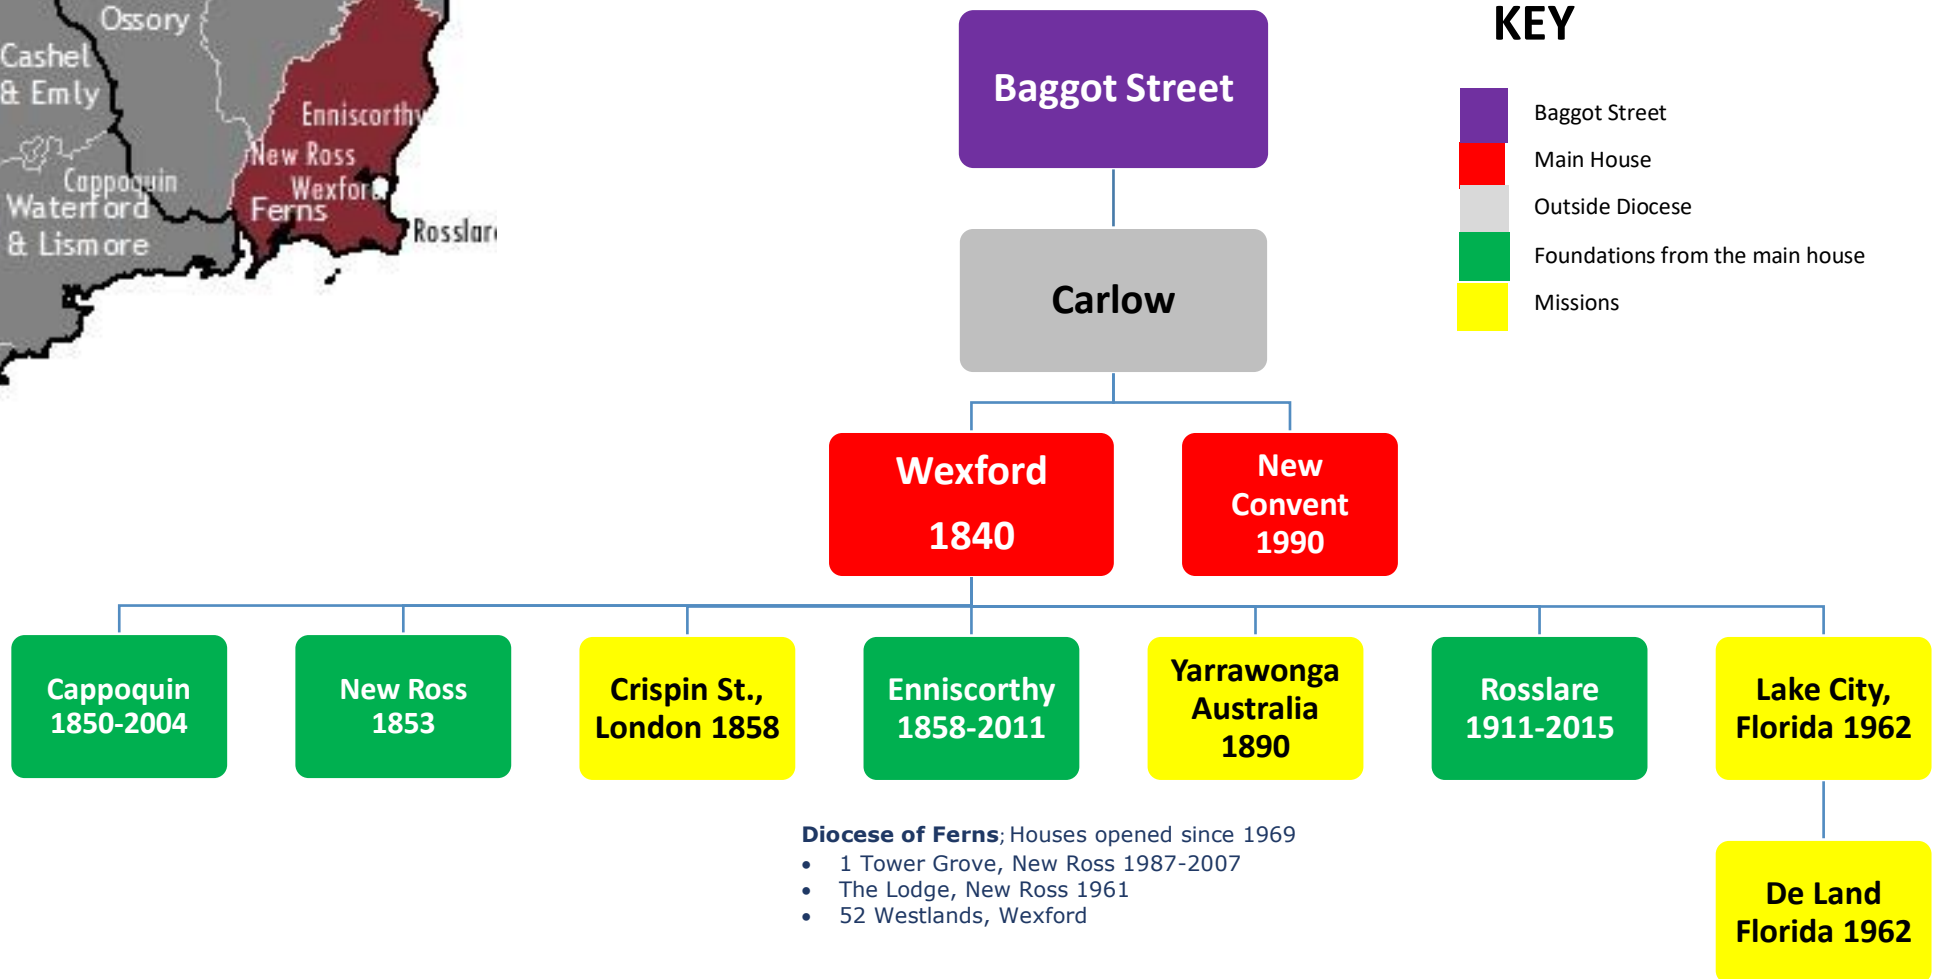 Ossory
Cashel
& Emly
Enniscorthy
New Ross
Cappoquin
Wexfor
Waterford
Ferns
& Lismore
Rosslar
Baggot Street
KEY
Baggot Street
Main House
Outside Diocese
Foundations from the main house
Missions
Carlow
Wexford
1840
New
Convent
1990
Cappoquin
1850-2004
New Ross
1853
Crispin St.,
London 1858
Enniscorthy
1858-2011
Yarrawonga
Australia
1890
Rosslare
1911-2015
Lake City,
Florida 1962
De Land
Florida 1962
Diocese of Ferns; Houses opened since 1969
• 1 Tower Grove, New Ross 1987-2007
• The Lodge, New Ross 1961
• 52 Westlands, Wexford